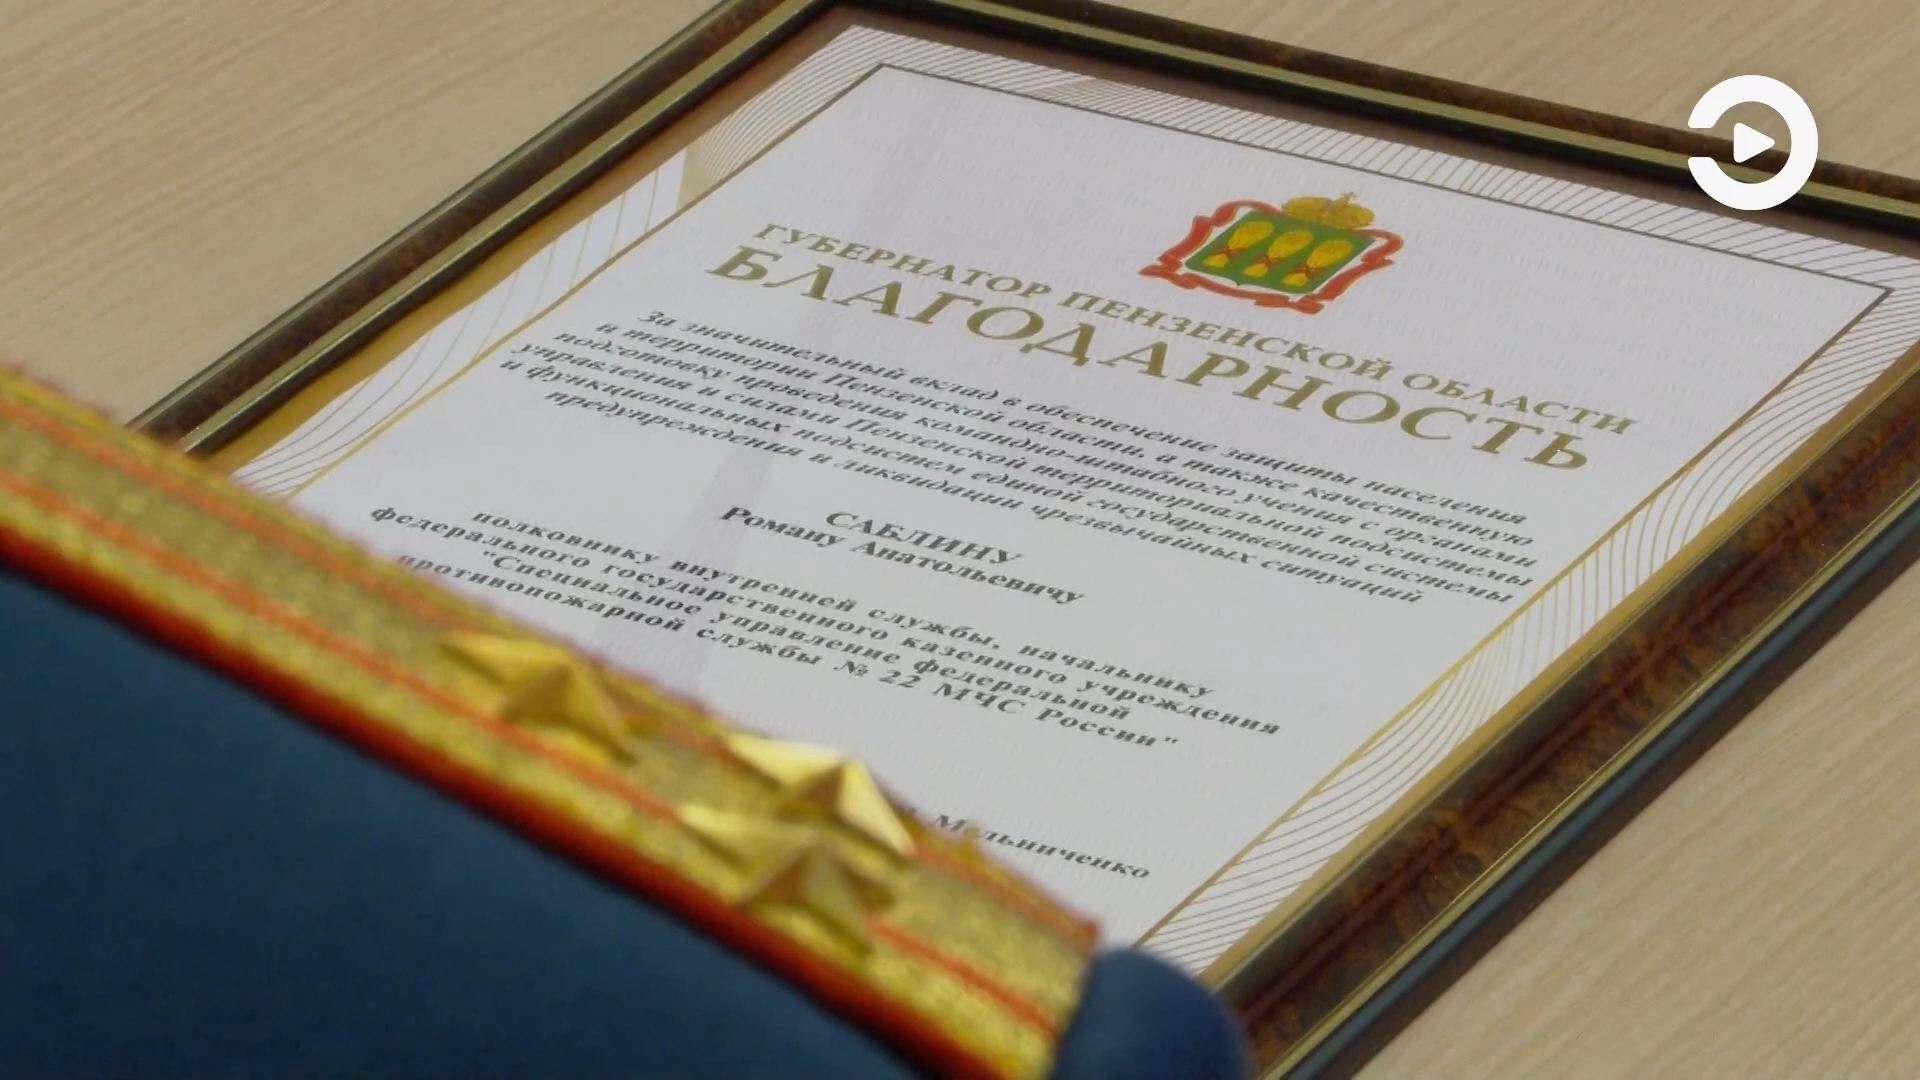 ГУБЕРНАТОР ПЕНЗЕНСКОЙ ОБЛАСТИ
БЛАГОДАРНОСТЬ
За значительный вклад в обеспечение защиты населения
и территории Пензенской области, а также качественную
подготовку проведения командно-штабного учения с органами
управления и силами Пензенской территориальной подсистемы
и функциональных подсистем единой государственной системы
предупреждения и ликвидации чрезвычайных ситуаций
САБЛИНУ
Роману Анатольевичу
полковнику внутренней службы, начальнику
федерального государственного казенного учреждения
"Специальное управление федеральной
противопожарной службы № 22 МЧС России"
Мельниченко